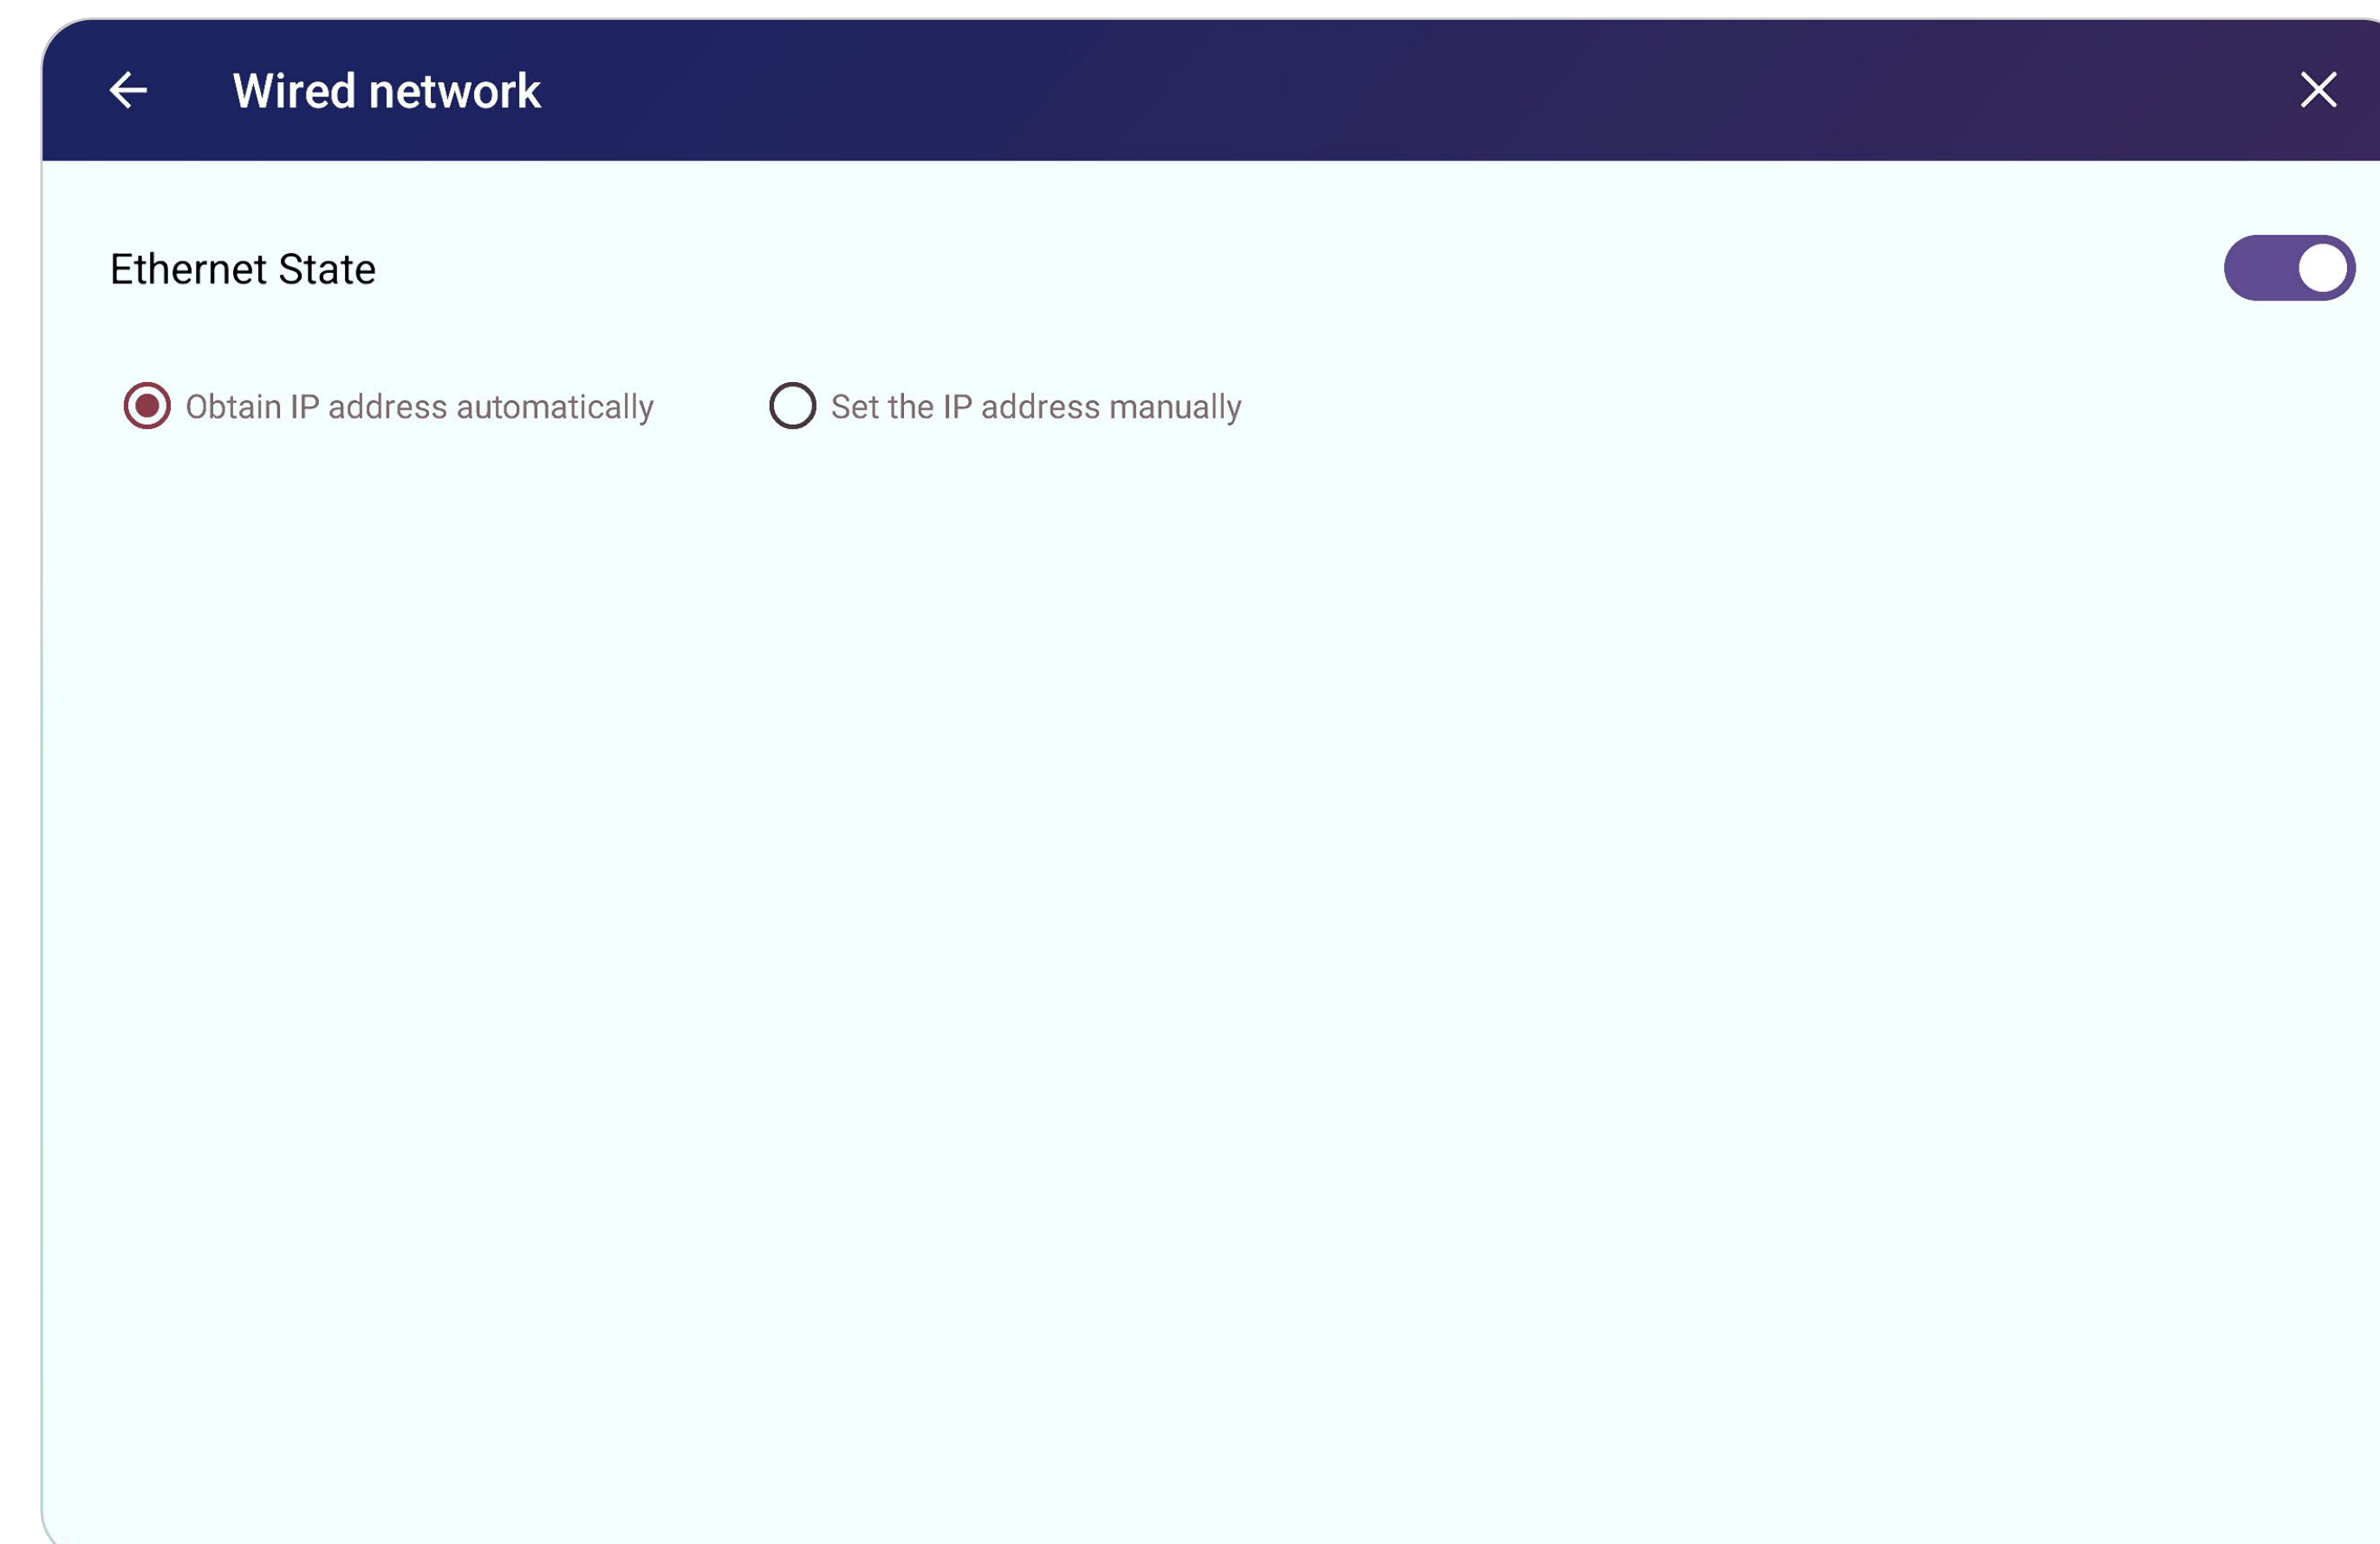 Wired network
Ethernet State
Obtain IP address automatically
Set the IP address manually